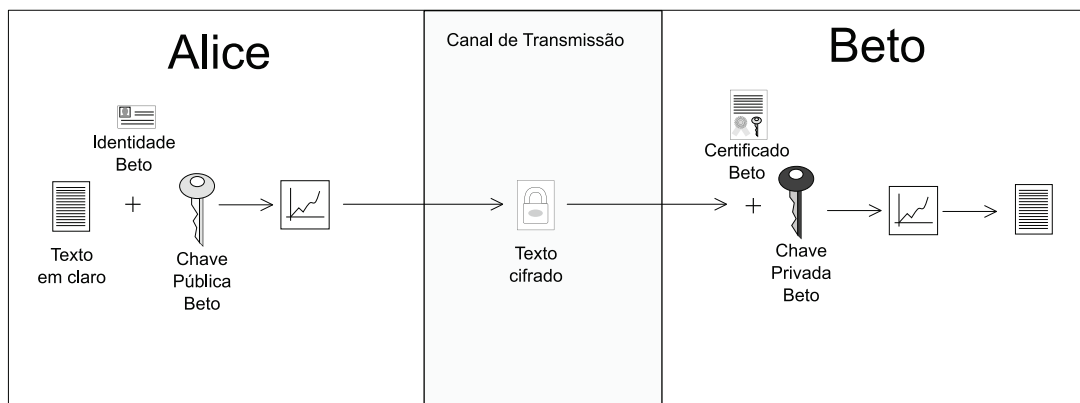 Alice
Canal de Transmissão
Beto
Identidade
Beto
Certificado
Beto
Texto
em claro
Chave
Pública
Beto
Texto
cifrado
Chave
Privada
Beto